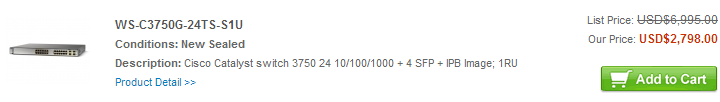 WS-C3750G-24TS-S1U
Conditions: New Sealed
Description: Cisco Catalyst switch 3750 24 10/100/1000 + 4 SFP + IPB Image; 1RU
Product Detail >>
List Price: USD$6,995.00
Our Price: USD$2,798.00
Add to Cart